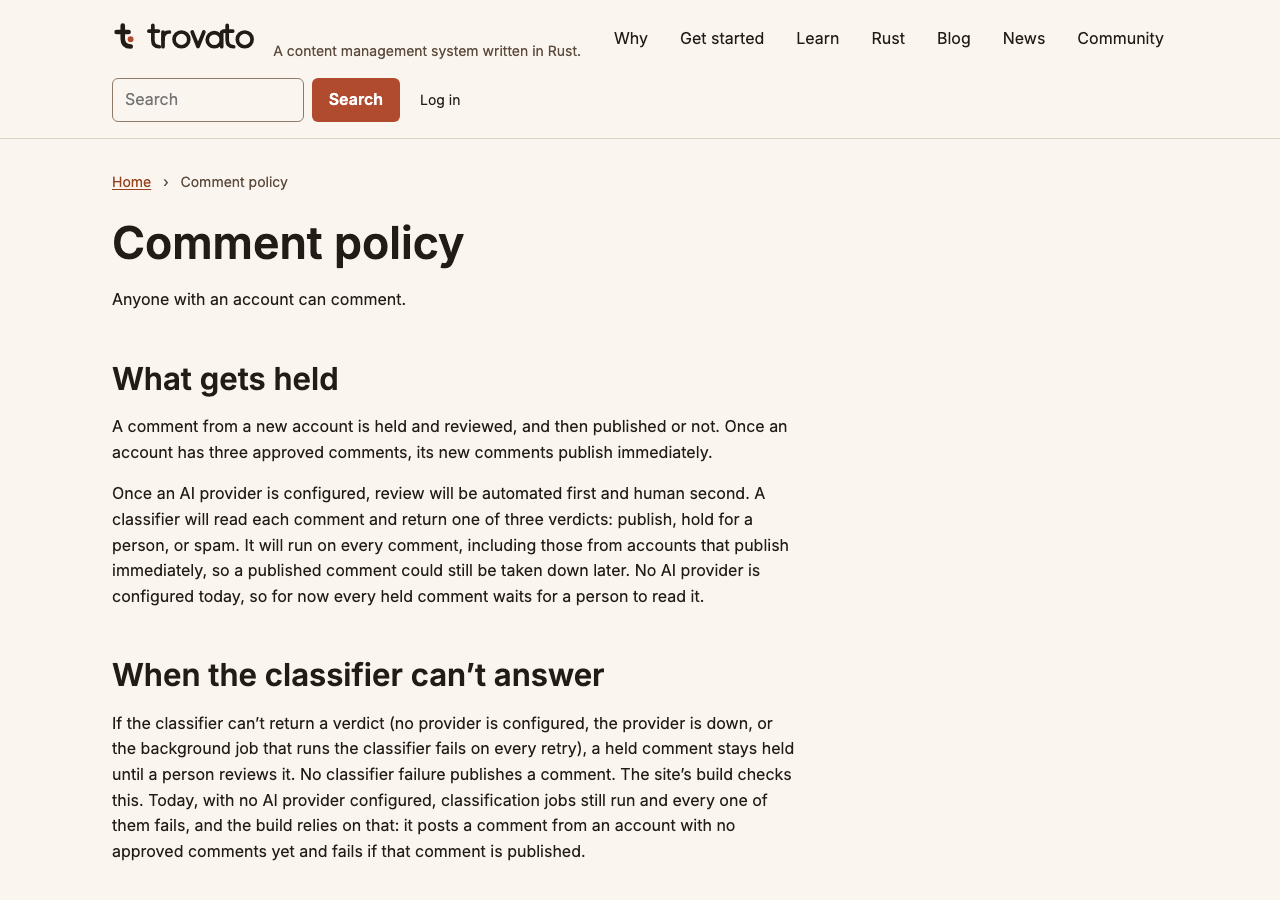 t trovato
A content management system written in Rust.
Why
Get started
Learn
Rust
Blog
News
Community
Search
Search
Log in
Home › Comment policy
Comment policy
Anyone with an account can comment.
What gets held
A comment from a new account is held and reviewed, and then published or not. Once an
account has three approved comments, its new comments publish immediately.
Once an AI provider is configured, review will be automated first and human second. A
classifier will read each comment and return one of three verdicts: publish, hold for a
person, or spam. It will run on every comment, including those from accounts that publish
immediately, so a published comment could still be taken down later. No AI provider is
configured today, so for now every held comment waits for a person to read it.
When the classifier can’t answer
If the classifier can’t return a verdict (no provider is configured, the provider is down, or
the background job that runs the classifier fails on every retry), a held comment stays held
until a person reviews it. No classifier failure publishes a comment. The site’s build checks
this. Today, with no AI provider configured, classification jobs still run and every one of
them fails, and the build relies on that: it posts a comment from an account with no
approved comments yet and fails if that comment is published.